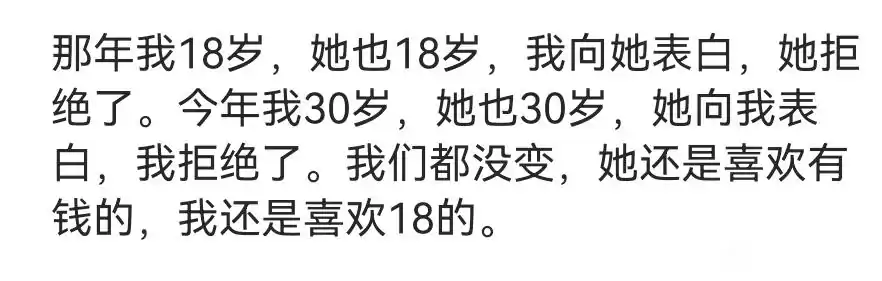 那年我18岁，她也18岁，我向她表白，她拒
绝了。今年我30岁，她也30岁，她向我表
白，我拒绝了。我们都没变，她还是喜欢有
钱的，我还是喜欢18的。